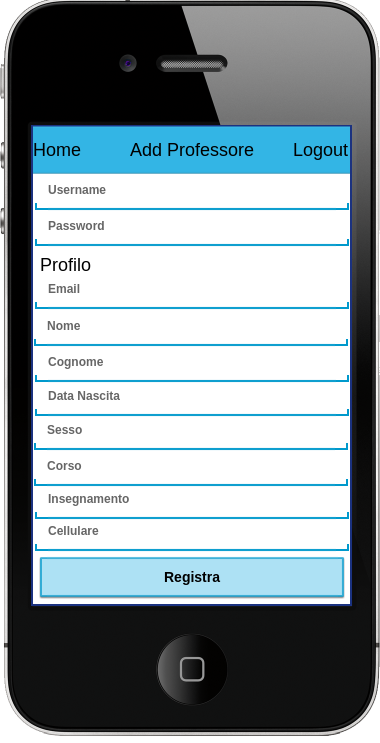 Home Add Professore Logout
Username
Password
Profilo
Email
Nome
Cognome
Data Nascita
Sesso
Corso
Insegnamento
Cellulare
Registra